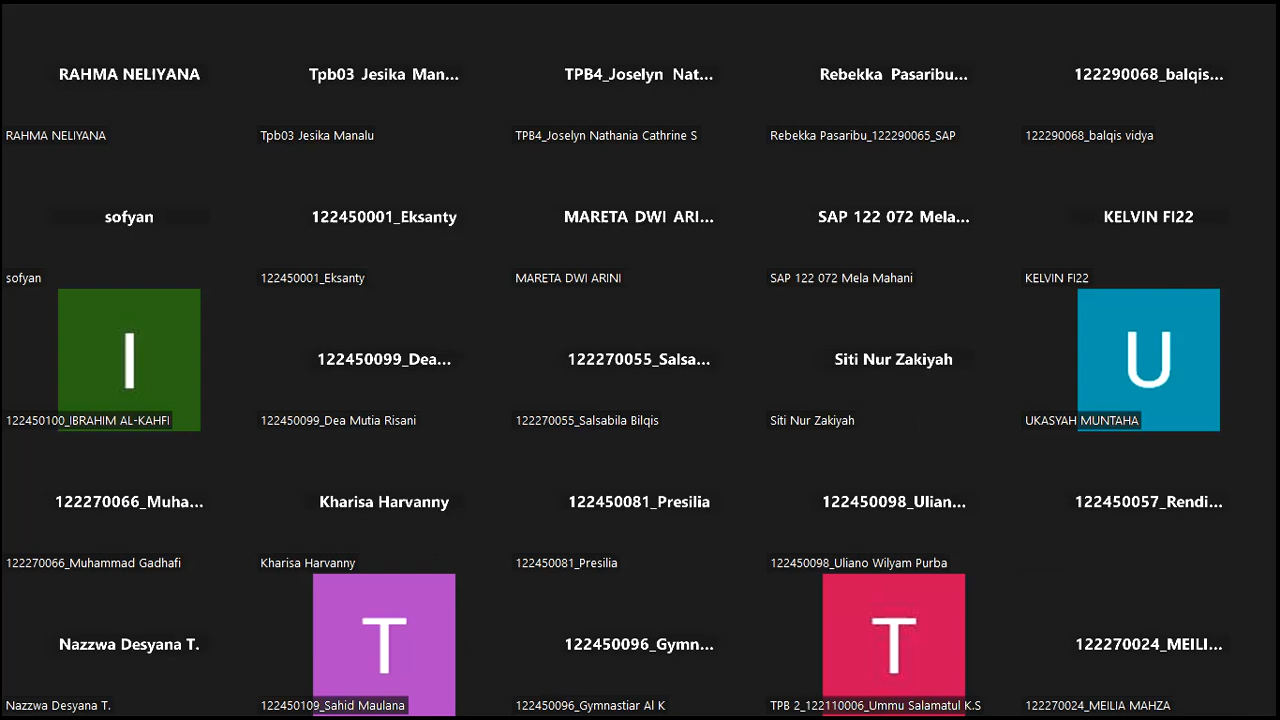 RAHMA NELIYANA
Tpb03 Jesika Man...
TPB4_Joselyn Nat...
Rebekka Pasaribu...
122290068_balqis...
RAHMA NELIYANA
Tpb03 Jesika Manalu
TPB4_Joselyn Nathania Cathrine S
Rebekka Pasaribu_122290065_SAP
122290068_balqis vidya
sofyan
122450001_Eksanty
MARETA DWI ARI...
SAP 122 072 Mela...
KELVIN FI22
sofyan
122450001_Eksanty
MARETA DWI ARINI
SAP 122 072 Mela Mahani
KELVIN FI22
I
122450099_Dea...
122270055_Salsa...
Siti Nur Zakiyah
U
122450100_IBRAHIM AL-KAHFI
122450099_Dea Mutia Risani
122270055_Salsabila Bilqis
Siti Nur Zakiyah
UKASYAH MUNTAHA
122270066_Muha...
Kharisa Harvanny
122450081_Presilia
122450098_Ulian...
122450057_Rendi...
122270066_Muhammad Gadhafi
Kharisa Harvanny
122450081_Presilia
122450098_Uliano Wilyam Purba
Nazzwa Desyana T.
T
122450096_Gymn...
T
122270024_MEILI...
Nazzwa Desyana T.
122450109_Sahid Maulana
122450096_Gymnastiar Al K
TPB 2_122110006_Ummu Salamatul K.S
122270024_MEILIA MAHZA